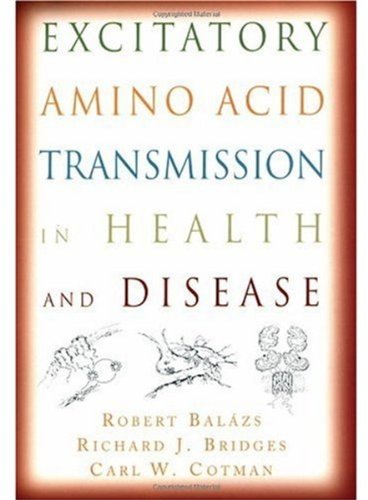 EXCITATORY
AMINO ACID
TRANSMISSION
IN HEALTH
AND DISEASE
ROBERT BALÁZS
RICHARD J. BRIDGES
CARL W. COTMAN